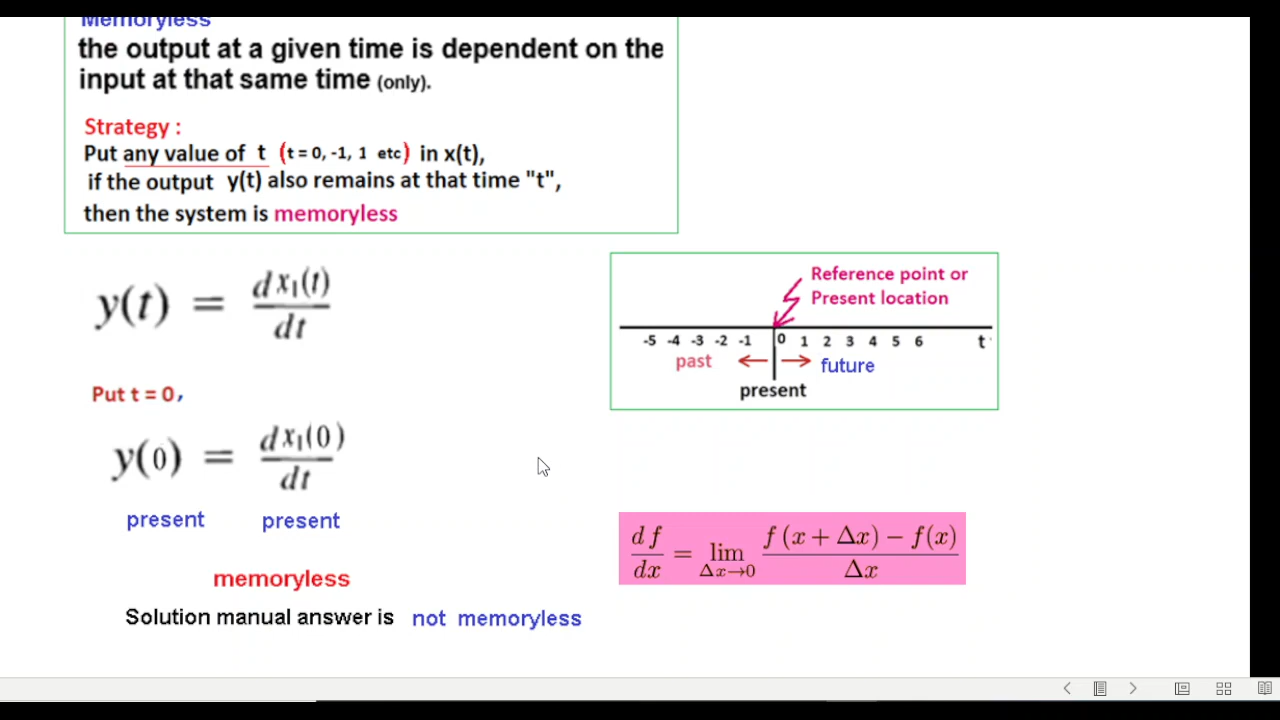 Memoryless
the output at a given time is dependent on the
input at that same time (only).
Strategy :
Put any value of t (t = 0, -1, 1 etc) in x(t),
if the output y(t) also remains at that time "t",
then the system is memoryless
y(t) = dx₁(t)/dt
Put t = 0,
y(0) = dx₁(0)/dt
present present
memoryless
Solution manual answer is not memoryless
Reference point or
Present location
-5 -4 -3 -2 -1 0 1 2 3 4 5 6 t
past future
present
df/dx = lim Δx→0 f(x + Δx) − f(x)/Δx